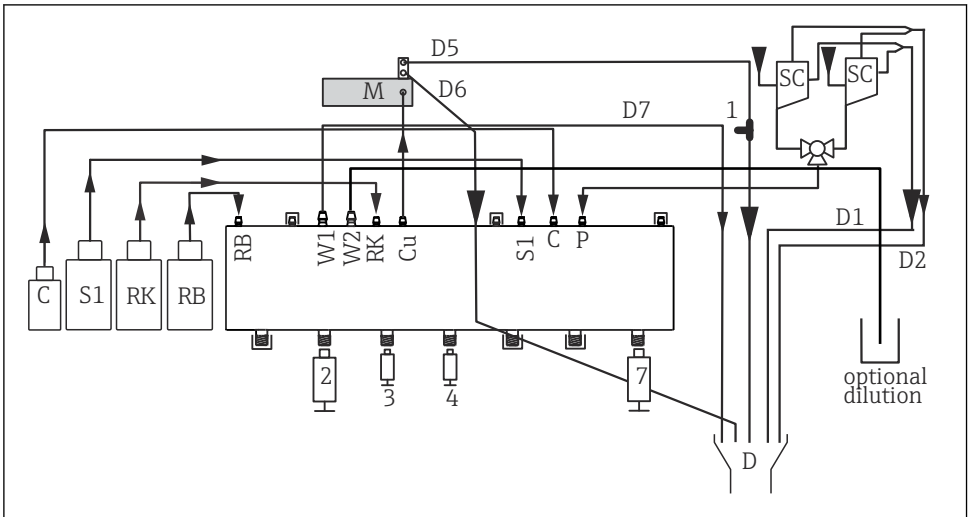 D5
SC
SC
M
D6
1
D7
RB
W1
W2
RK
Cu
S1
C
P
D1
D2
C
S1
RK
RB
2
3
4
7
optional
dilution
D